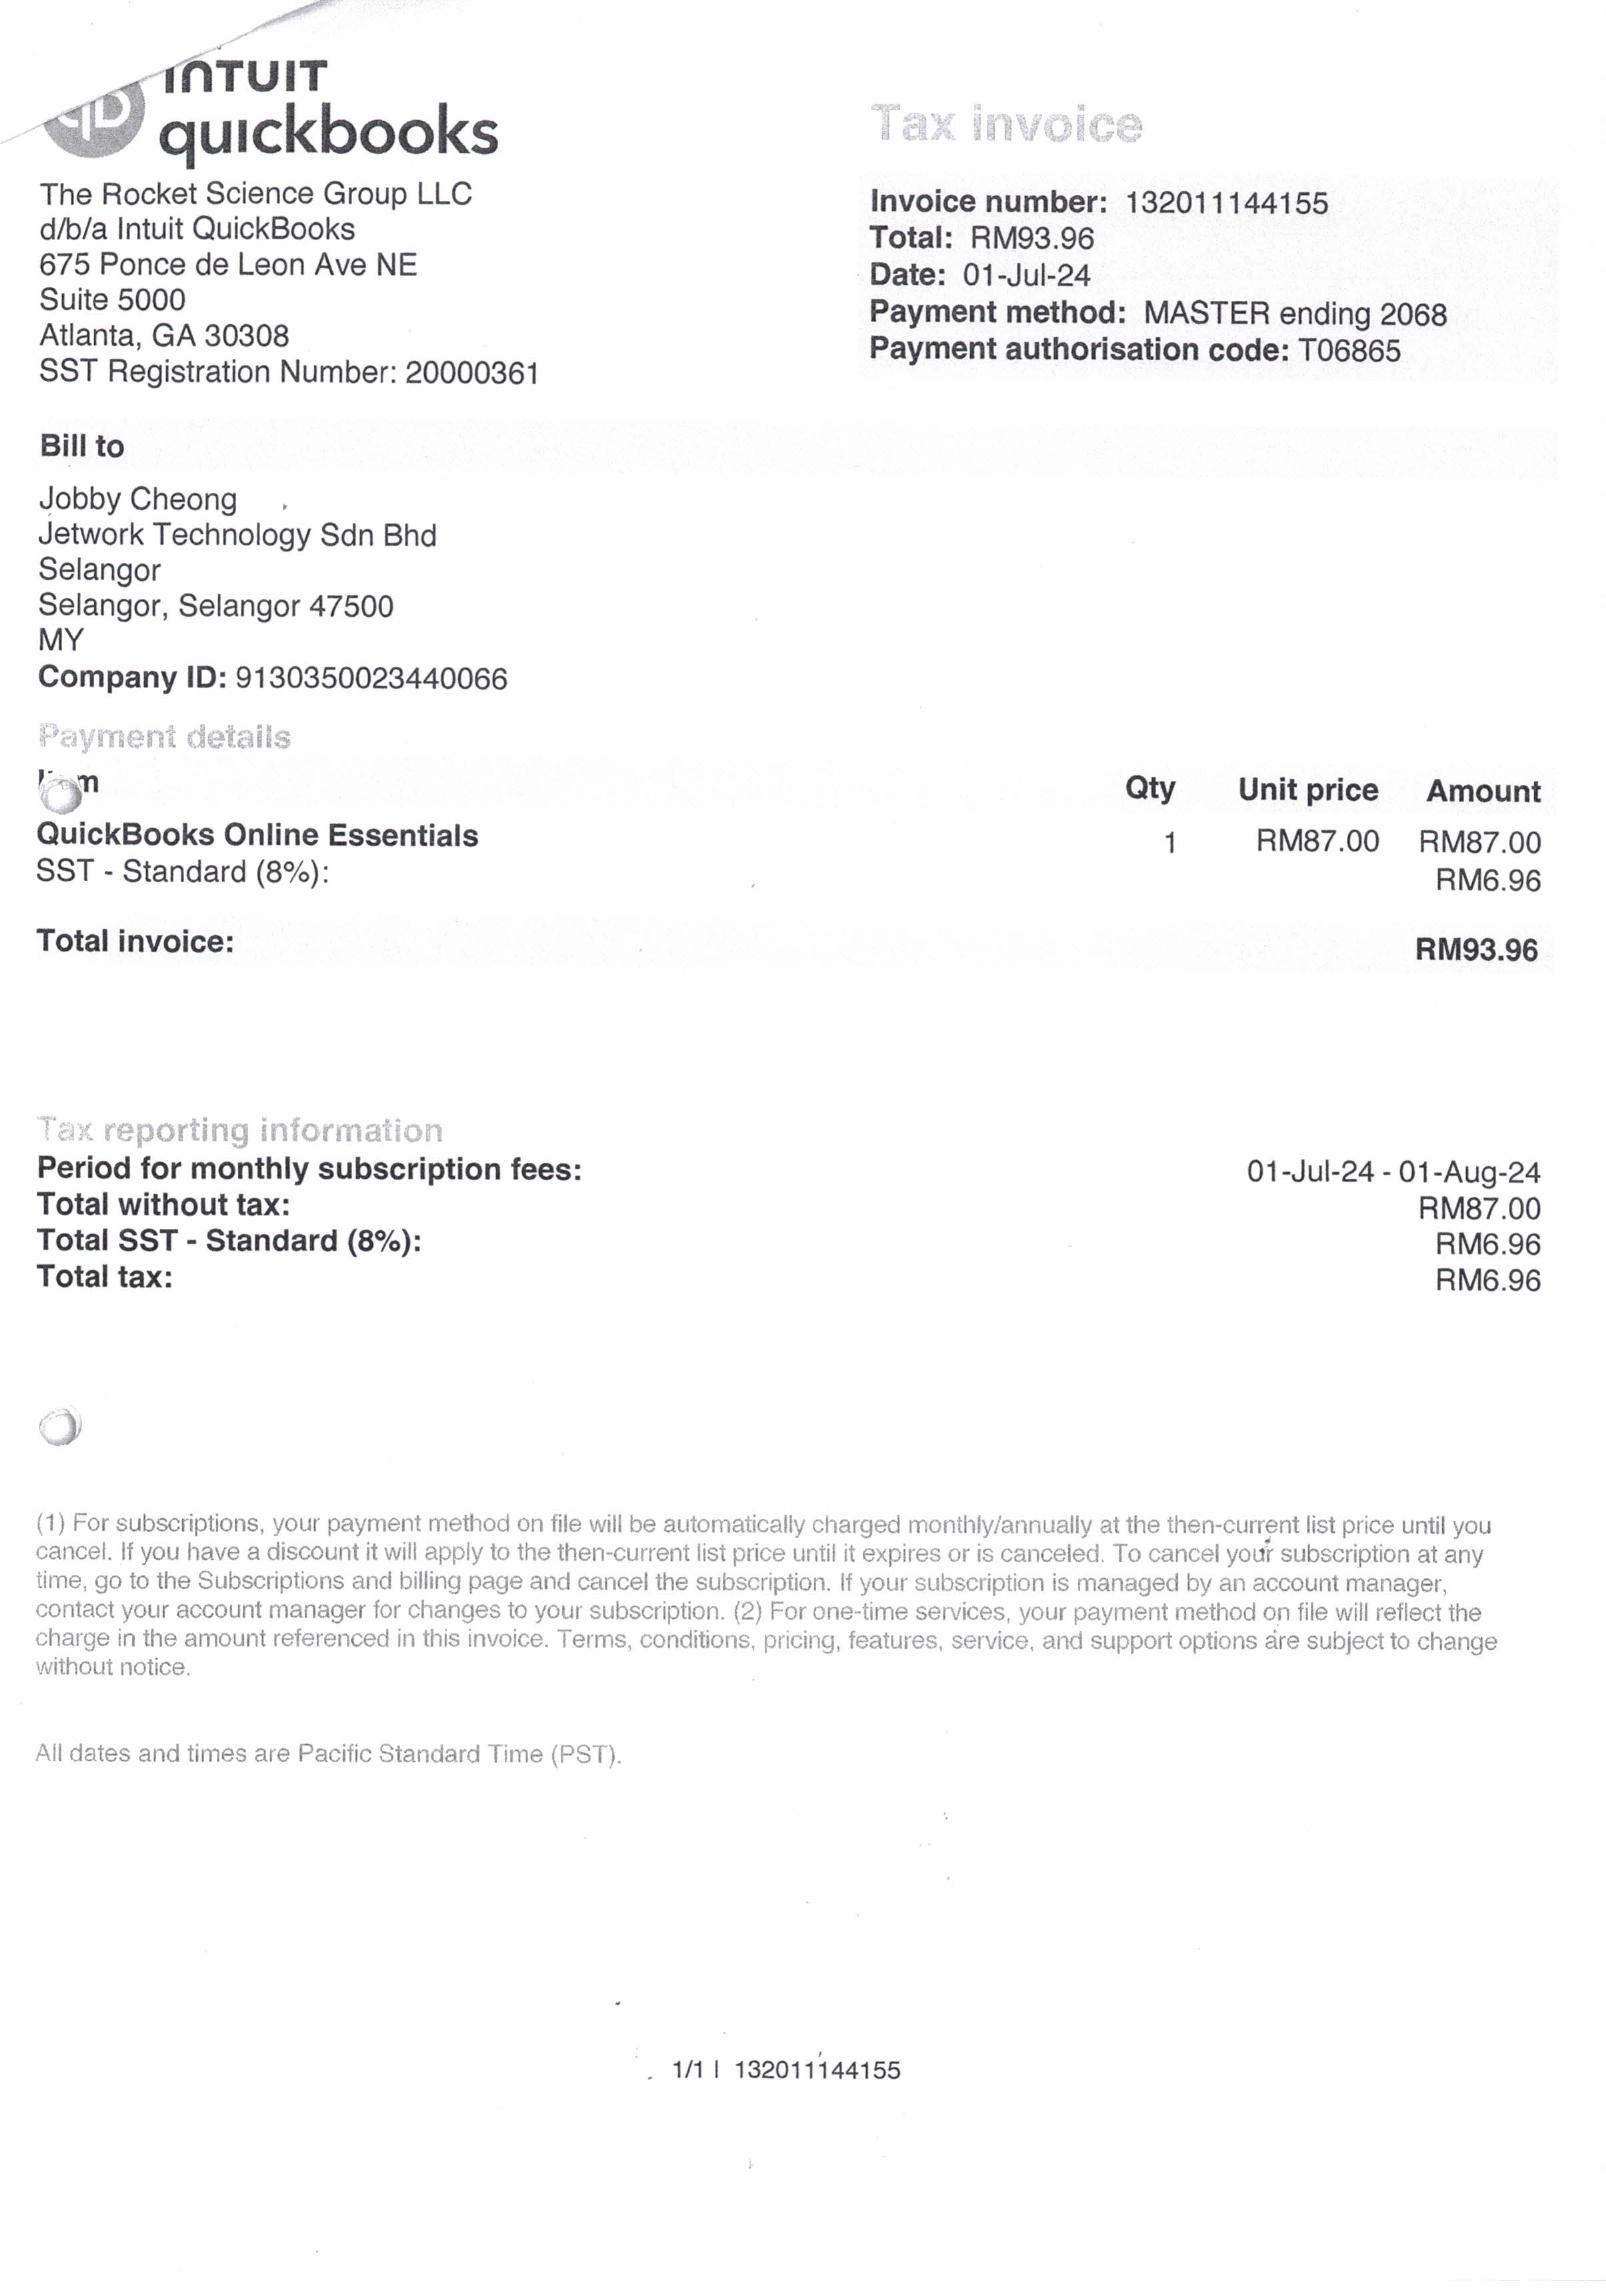 INTUIT
quickbooks
The Rocket Science Group LLC
d/b/a Intuit QuickBooks
675 Ponce de Leon Ave NE
Suite 5000
Atlanta, GA 30308
SST Registration Number: 20000361
Tax invoice
Invoice number: 132011144155
Total: RM93.96
Date: 01-Jul-24
Payment method: MASTER ending 2068
Payment authorisation code: T06865
Bill to
Jobby Cheong
Jetwork Technology Sdn Bhd
Selangor
Selangor, Selangor 47500
MY
Company ID: 9130350023440066
Payment details
Qty Unit price Amount
QuickBooks Online Essentials 1 RM87.00 RM87.00
SST - Standard (8%): RM6.96
Total invoice: RM93.96
Tax reporting information
Period for monthly subscription fees: 01-Jul-24 - 01-Aug-24
Total without tax: RM87.00
Total SST - Standard (8%): RM6.96
Total tax: RM6.96
(1) For subscriptions, your payment method on file will be automatically charged monthly/annually at the then-current list price until you
cancel. If you have a discount it will apply to the then-current list price until it expires or is canceled. To cancel your subscription at any
time, go to the Subscriptions and billing page and cancel the subscription. If your subscription is managed by an account manager,
contact your account manager for changes to your subscription. (2) For one-time services, your payment method on file will reflect the
charge in the amount referenced in this invoice. Terms, conditions, pricing, features, service, and support options are subject to change
without notice.
All dates and times are Pacific Standard Time (PST).
1/1 | 132011144155